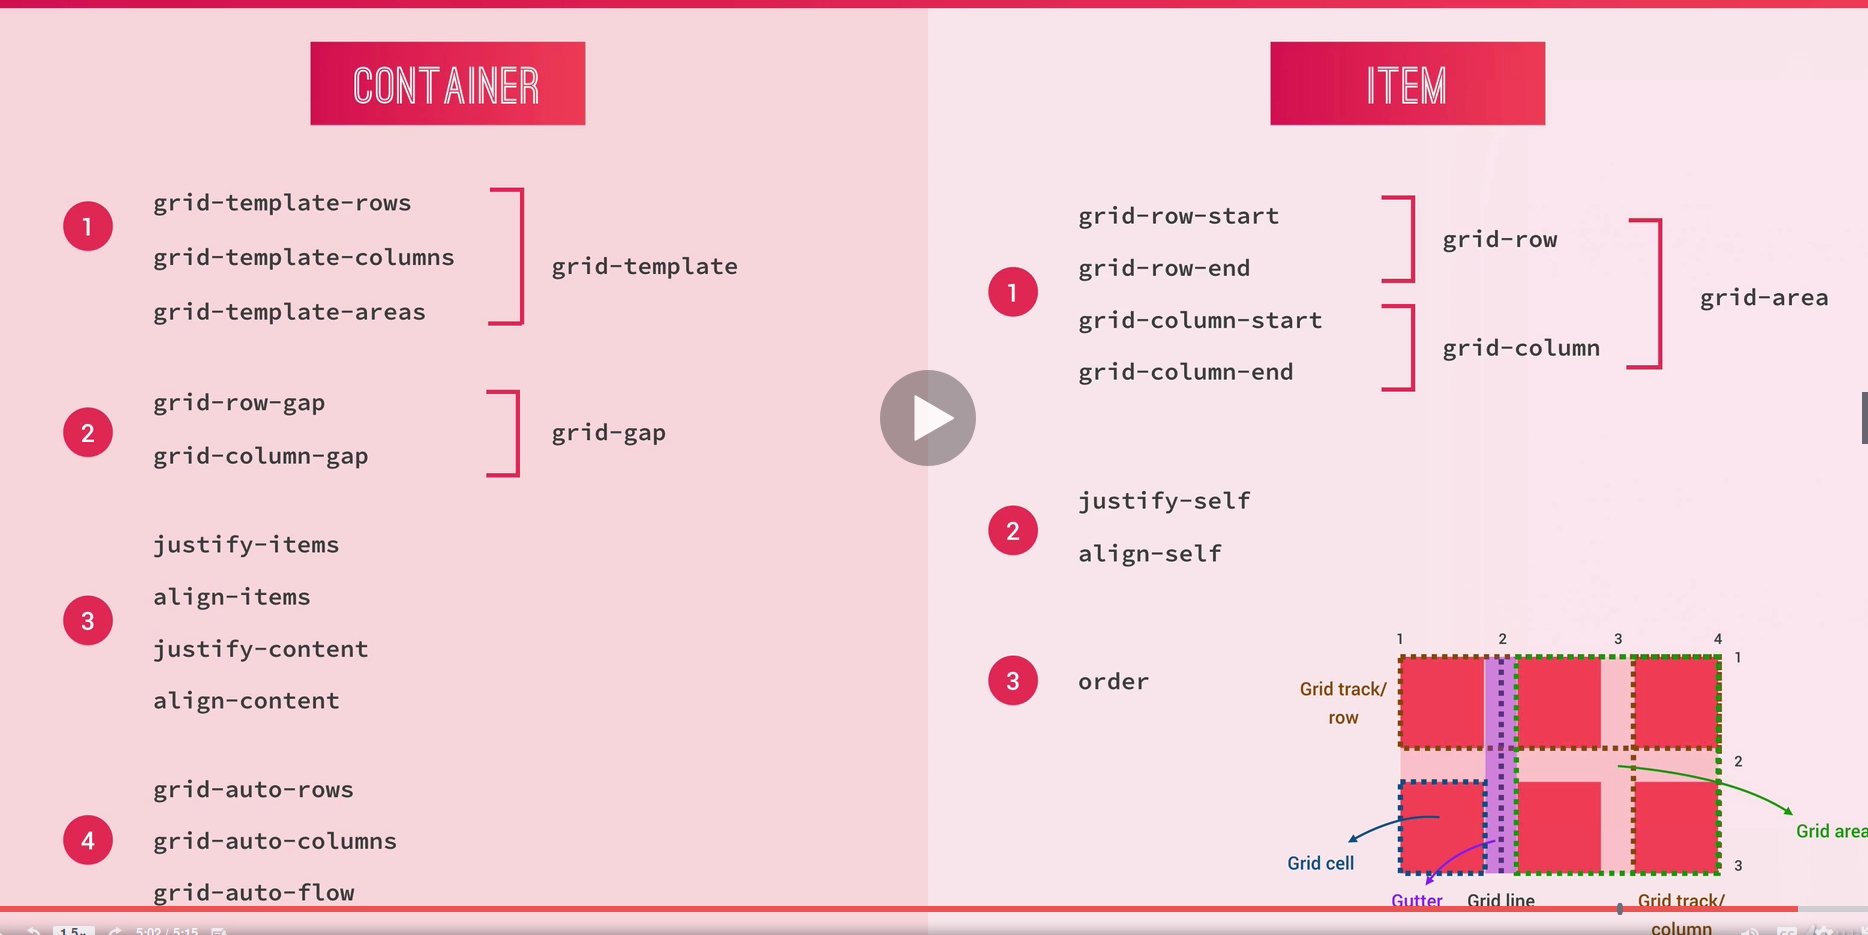 CONTAINER
1
grid-template-rows
grid-template-columns
grid-template-areas
grid-template
2
grid-row-gap
grid-column-gap
grid-gap
3
justify-items
align-items
justify-content
align-content
4
grid-auto-rows
grid-auto-columns
grid-auto-flow
ITEM
1
grid-row-start
grid-row-end
grid-column-start
grid-column-end
grid-row
grid-column
grid-area
2
justify-self
align-self
3
order
1 2 3 4
1
2
3
Grid track/
row
Grid cell
Gutter
Grid line
Grid track/
column
Grid area
5:02 / 5:15